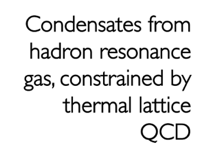 Condensates from
hadron resonance
gas, constrained by
thermal lattice
QCD